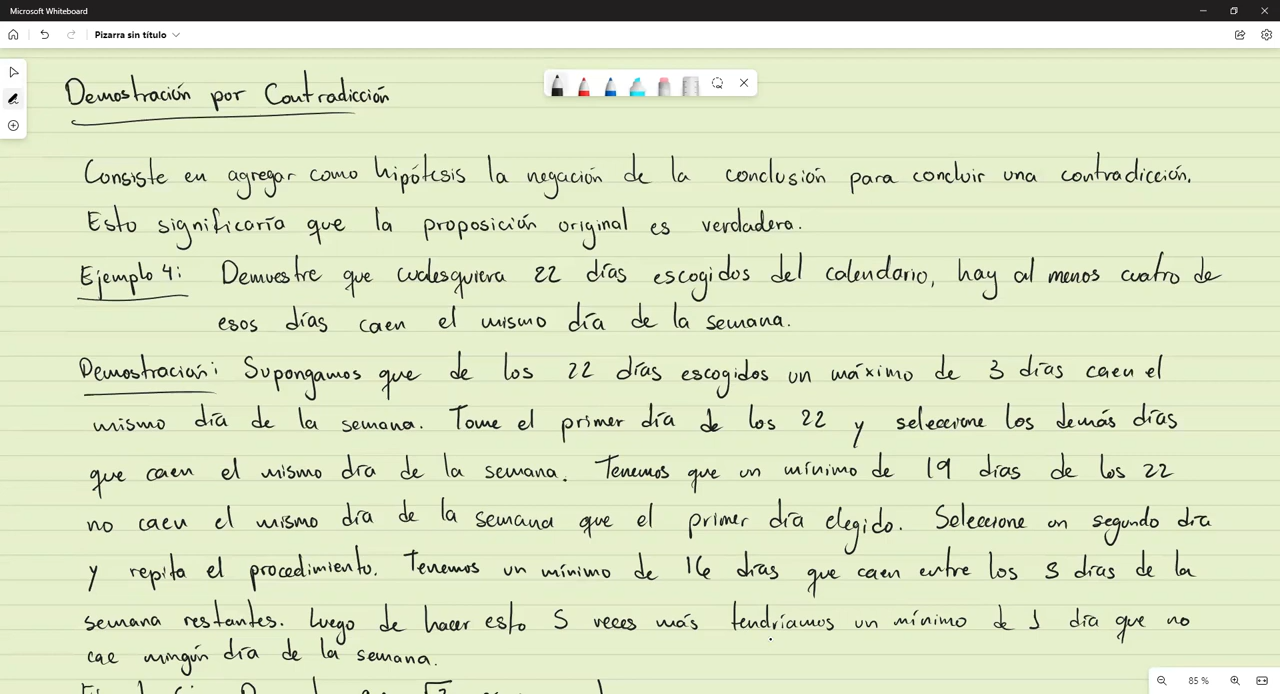 Microsoft Whiteboard
Pizarra sin título
Demostración por Contradicción
Consiste en agregar como hipótesis la negación de la conclusión para concluir una contradicción.
Esto significaría que la proposición original es verdadera.
Ejemplo 4: Demuestre que cualesquiera 22 días escogidos del calendario, hay al menos cuatro de
esos días caen el mismo día de la semana.
Demostración: Supongamos que de los 22 días escogidos un máximo de 3 días caen el
mismo día de la semana. Tome el primer día de los 22 y seleccione los demás días
que caen el mismo día de la semana. Tenemos que un mínimo de 19 días de los 22
no caen el mismo día de la semana que el primer día elegido. Seleccione un segundo día
y repita el procedimiento. Tenemos un mínimo de 16 días que caen entre los 5 días de la
semana restantes. Luego de hacer esto 5 veces más tendríamos un mínimo de 1 día que no
cae ningún día de la semana.
85 %